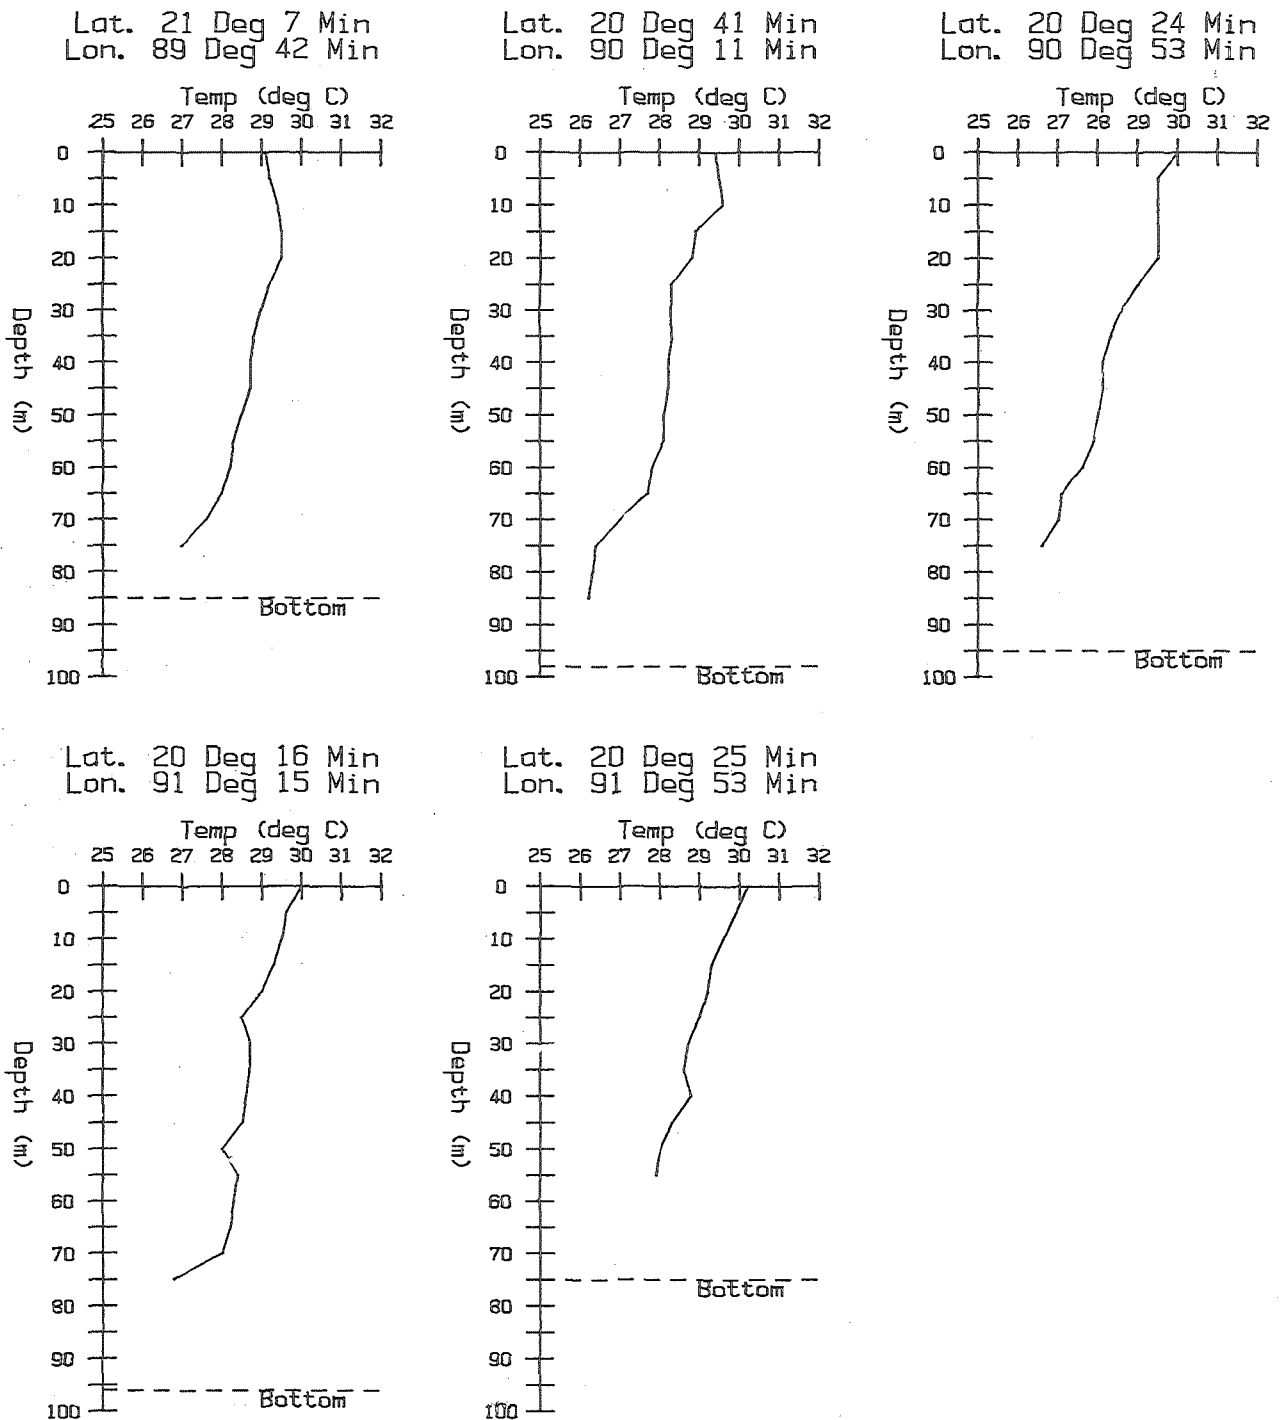 Lat. 21 Deg 7 Min
Lon. 89 Deg 42 Min
Temp (deg C)
25 26 27 28 29 30 31 32
0
10
20
30
40
50
60
70
80
90
100
Depth (m)
Bottom
Lat. 20 Deg 41 Min
Lon. 90 Deg 11 Min
Temp (deg C)
25 26 27 28 29 30 31 32
0
10
20
30
40
50
60
70
80
90
100
Depth (m)
Bottom
Lat. 20 Deg 24 Min
Lon. 90 Deg 53 Min
Temp (deg C)
25 26 27 28 29 30 31 32
0
10
20
30
40
50
60
70
80
90
100
Depth (m)
Bottom
Lat. 20 Deg 16 Min
Lon. 91 Deg 15 Min
Temp (deg C)
25 26 27 28 29 30 31 32
0
10
20
30
40
50
60
70
80
90
100
Depth (m)
Bottom
Lat. 20 Deg 25 Min
Lon. 91 Deg 53 Min
Temp (deg C)
25 26 27 28 29 30 31 32
0
10
20
30
40
50
60
70
80
90
100
Depth (m)
Bottom